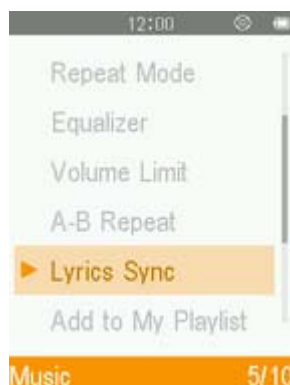 12:00
Repeat Mode
Equalizer
Volume Limit
A-B Repeat
Lyrics Sync
Add to My Playlist
Music 5/10